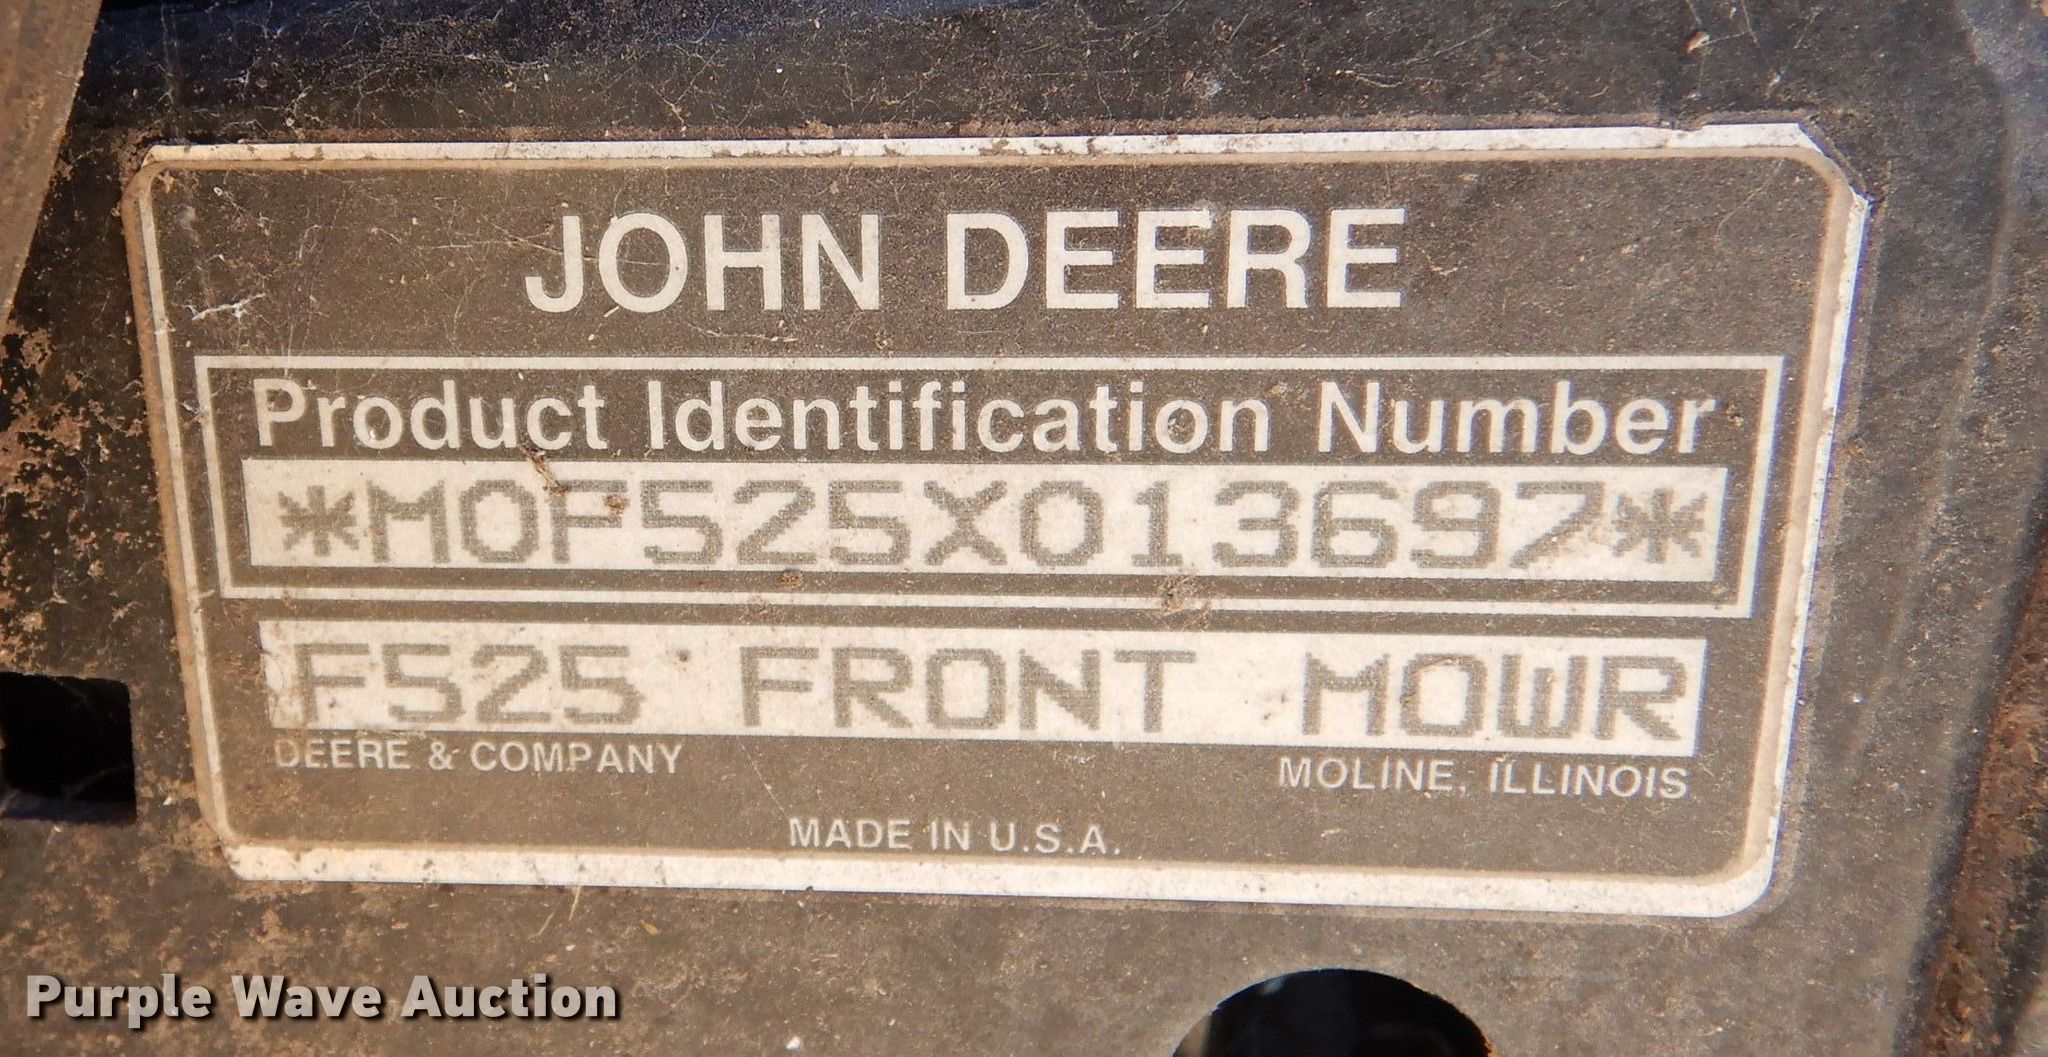 JOHN DEERE
Product Identification Number
*M0F525X013697*
F525 FRONT MOWR
DEERE & COMPANY MOLINE, ILLINOIS
MADE IN U.S.A.
Purple Wave Auction